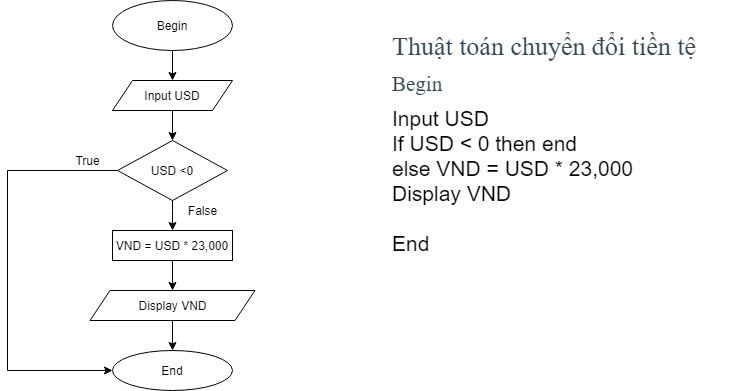 Begin
Input USD
True
USD <0
False
VND = USD * 23,000
Display VND
End
Thuật toán chuyển đổi tiền tệ
Begin
Input USD
If USD < 0 then end
else VND = USD * 23,000
Display VND
End